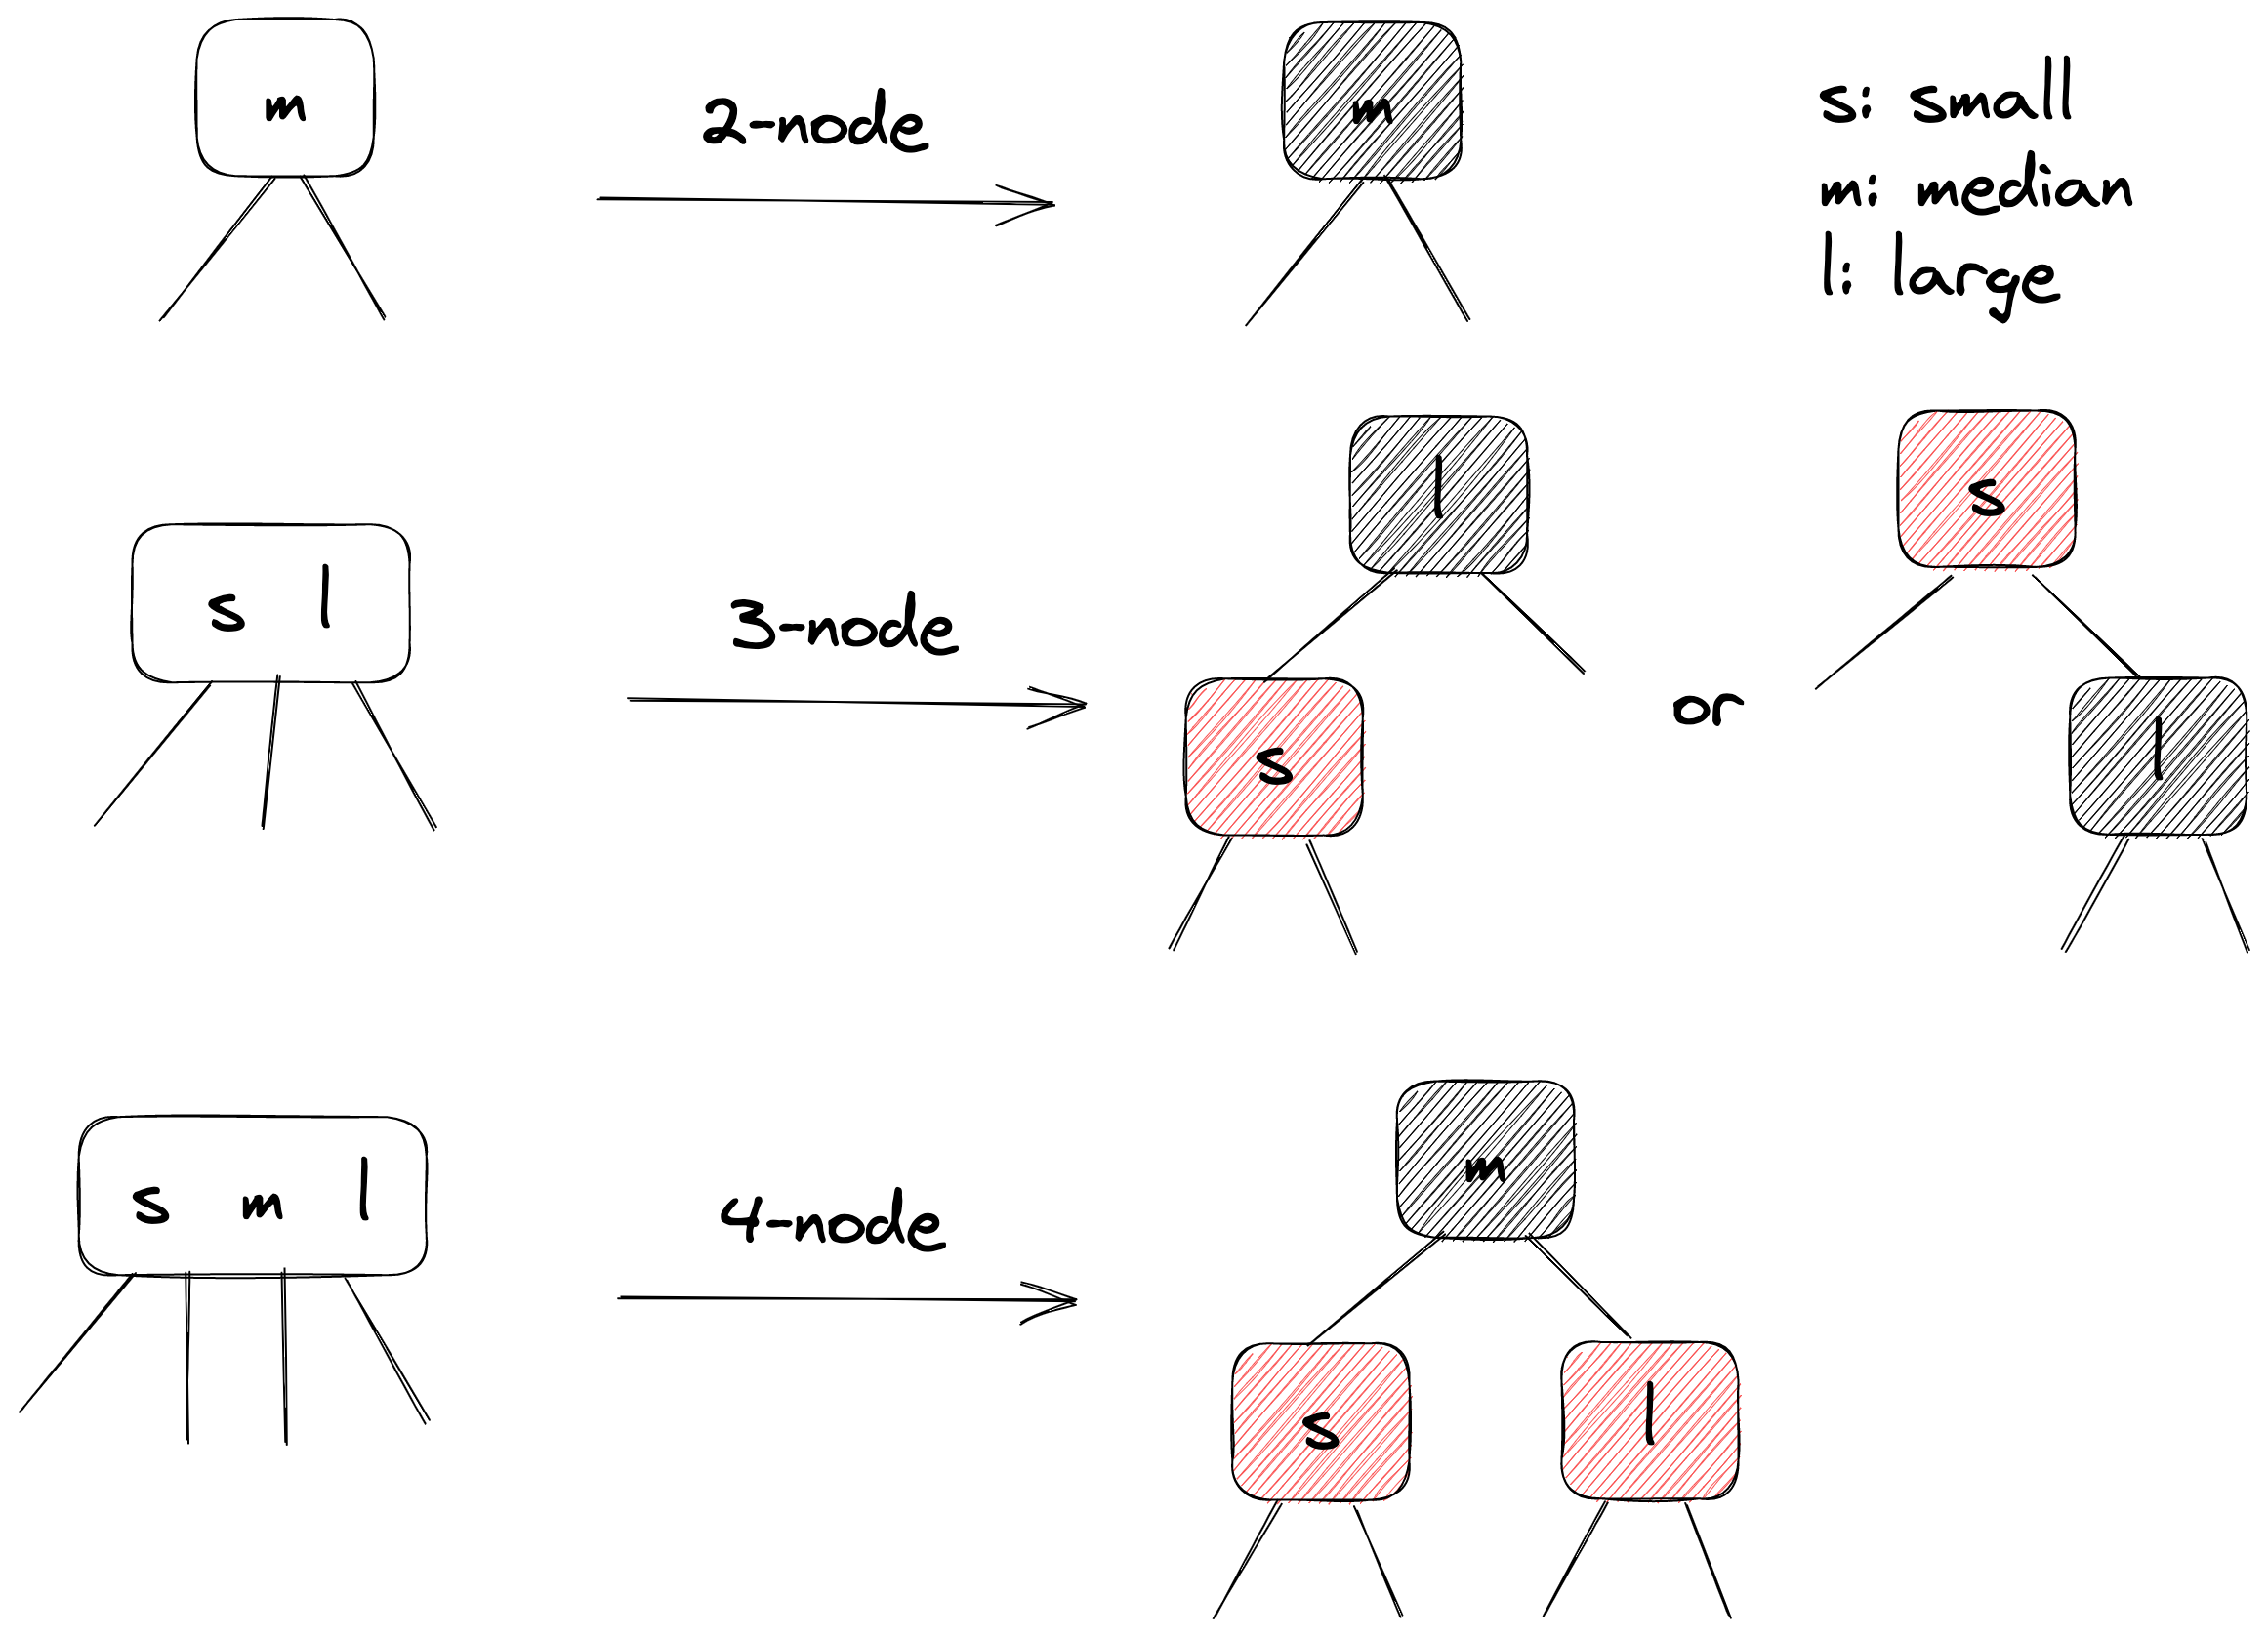 m
2-node
m
s: small
m: median
l: large
s l
3-node
l
s
or
s
l
s m l
4-node
m
s
l